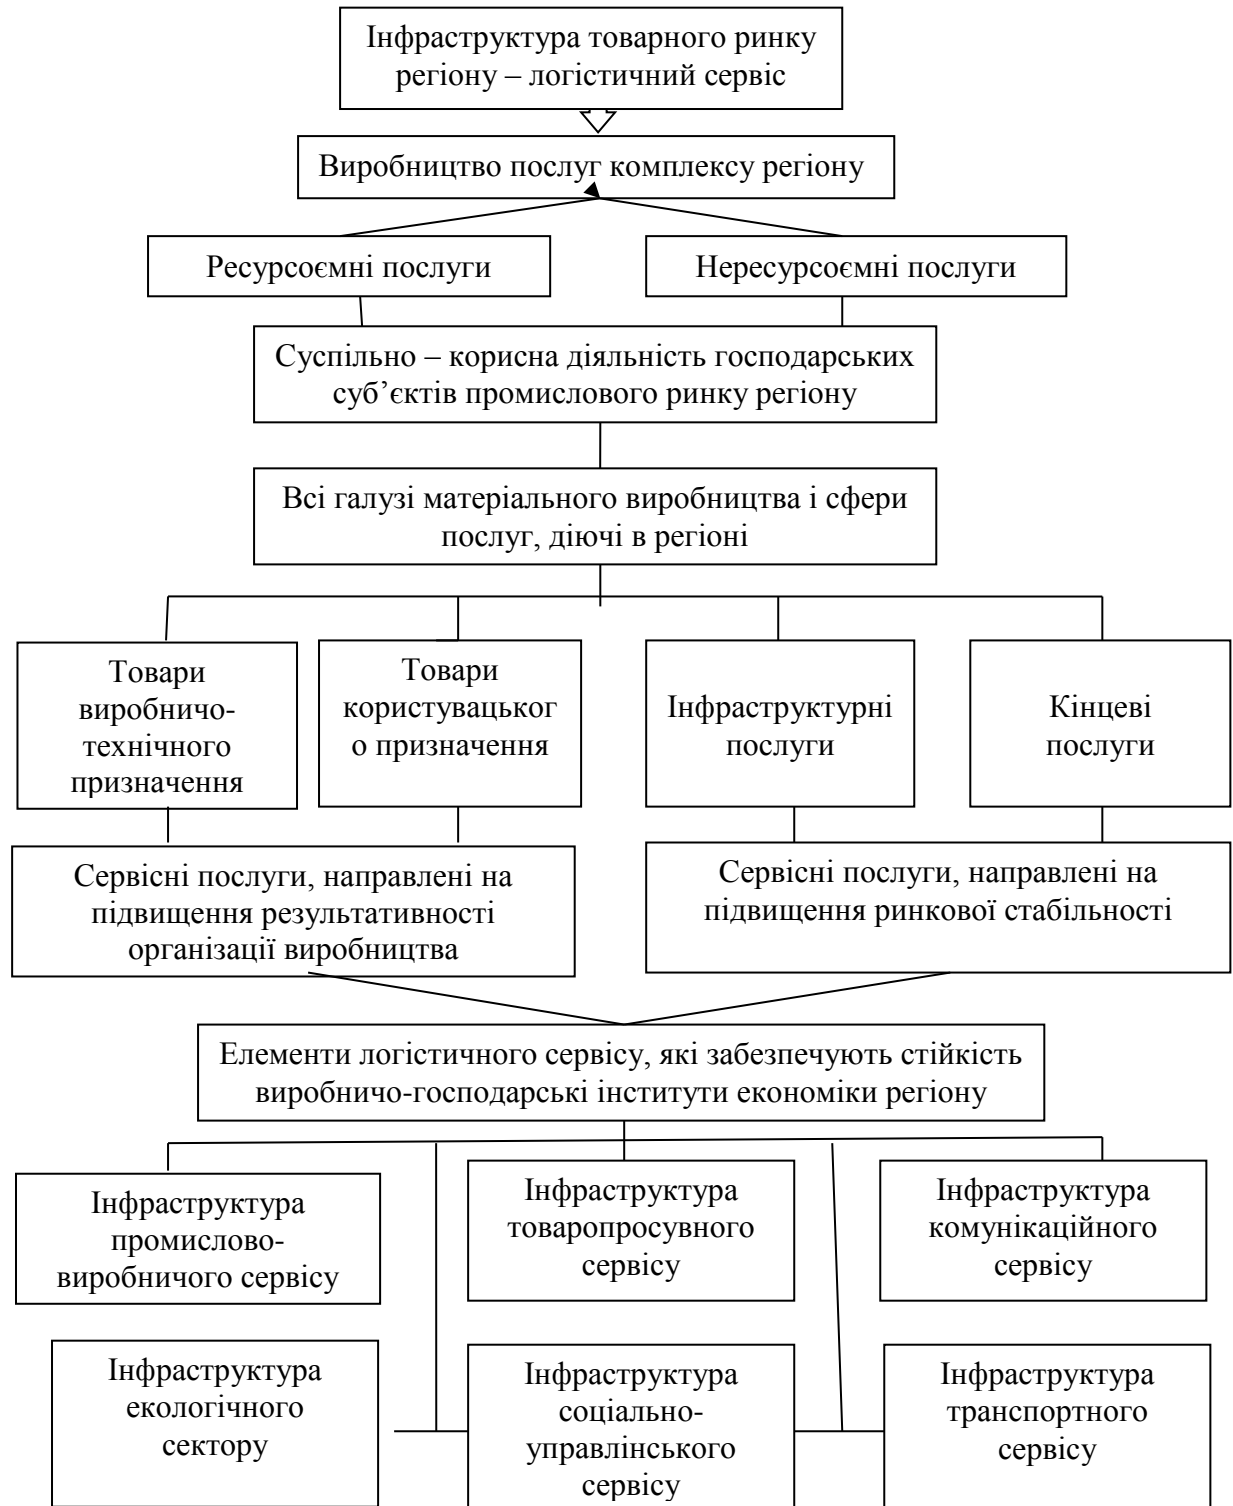 Інфраструктура товарного ринку
регіону – логістичний сервіс
Виробництво послуг комплексу регіону
Ресурсоємні послуги
Нересурсоємні послуги
Суспільно – корисна діяльність господарських
суб’єктів промислового ринку регіону
Всі галузі матеріального виробництва і сфери
послуг, діючі в регіоні
Товари
виробничо-
технічного
призначення
Товари
користувацьког
о призначення
Інфраструктурні
послуги
Кінцеві
послуги
Сервісні послуги, направлені на
підвищення результативності
організації виробництва
Сервісні послуги, направлені на
підвищення ринкової стабільності
Елементи логістичного сервісу, які забезпечують стійкість
виробничо-господарські інститути економіки регіону
Інфраструктура
промислово-
виробничого сервісу
Інфраструктура
товаропросувного
сервісу
Інфраструктура
комунікаційного
сервісу
Інфраструктура
екологічного
сектору
Інфраструктура
соціально-
управлінського
сервісу
Інфраструктура
транспортного
сервісу